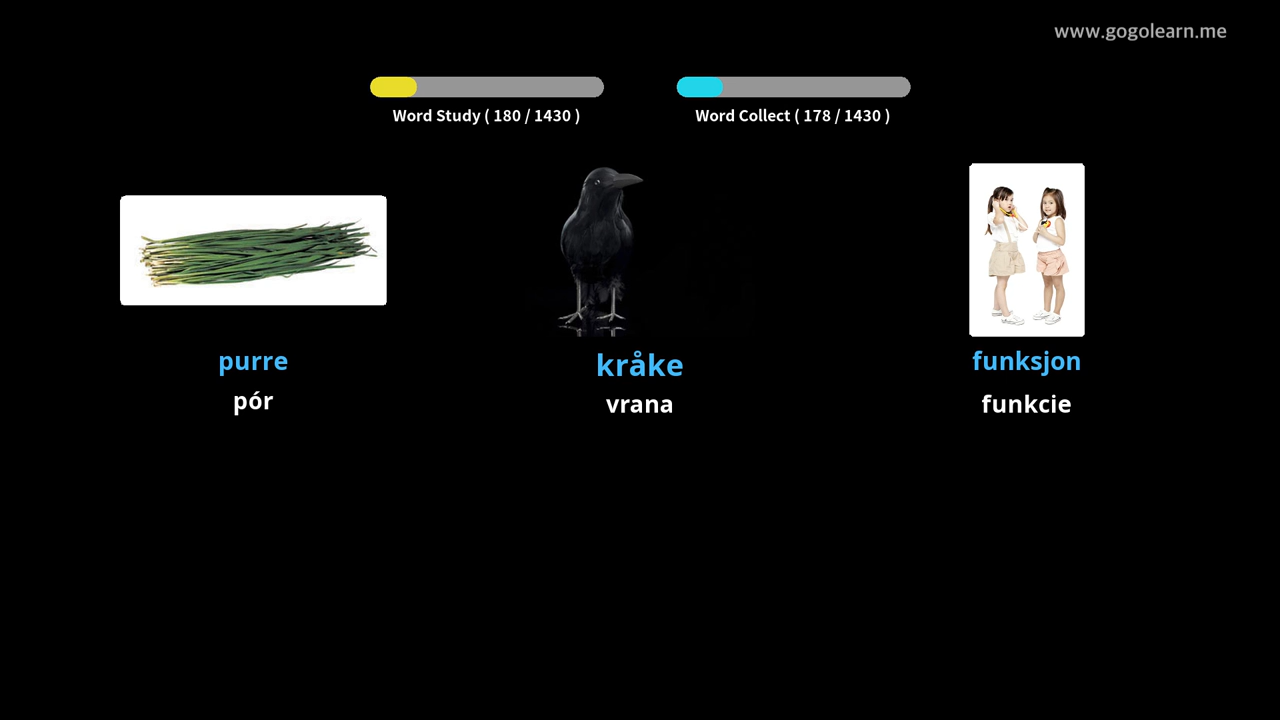 www.gogolearn.me
Word Study ( 180 / 1430 )
Word Collect ( 178 / 1430 )
purre
kråke
funksjon
pór
vrana
funkcie